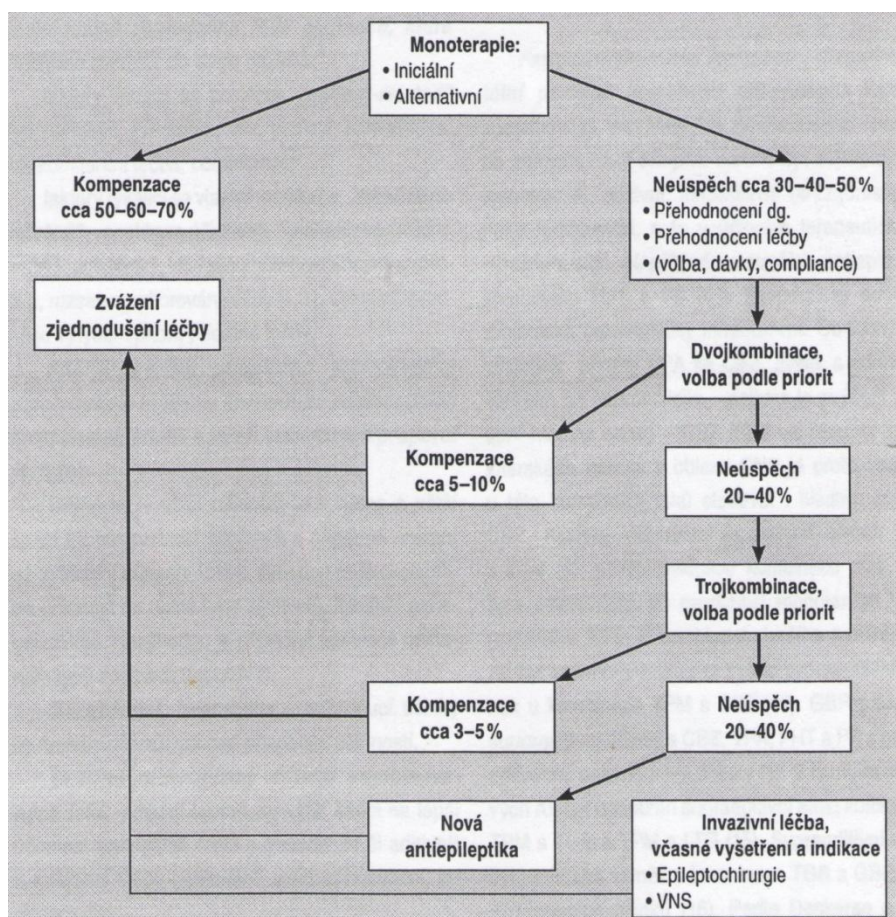 Monoterapie:
• Iniciální
• Alternativní
Kompenzace
cca 50–60–70%
Neúspěch cca 30–40–50%
• Přehodnocení dg.
• Přehodnocení léčby
• (volba, dávky, compliance)
Zvážení
zjednodušení léčby
Dvojkombinace,
volba podle priorit
Kompenzace
cca 5–10%
Neúspěch
20–40%
Trojkombinace,
volba podle priorit
Kompenzace
cca 3–5%
Neúspěch
20–40%
Nová
antiepileptika
Invazivní léčba,
včasné vyšetření a indikace
• Epileptochirurgie
• VNS